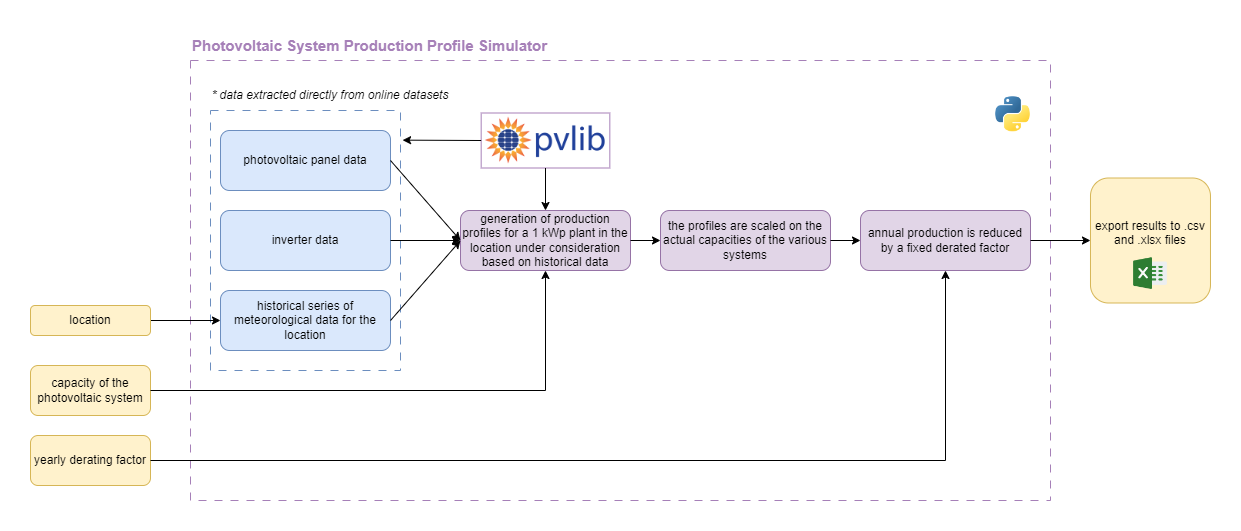 Photovoltaic System Production Profile Simulator
* data extracted directly from online datasets
photovoltaic panel data
pvlib
inverter data
generation of production
profiles for a 1 kWp plant in the
location under consideration
based on historical data
the profiles are scaled on the
actual capacities of the various
systems
annual production is reduced
by a fixed derated factor
export results to .csv
and .xlsx files
X
historical series of
meteorological data for the
location
location
capacity of the
photovoltaic system
yearly derating factor